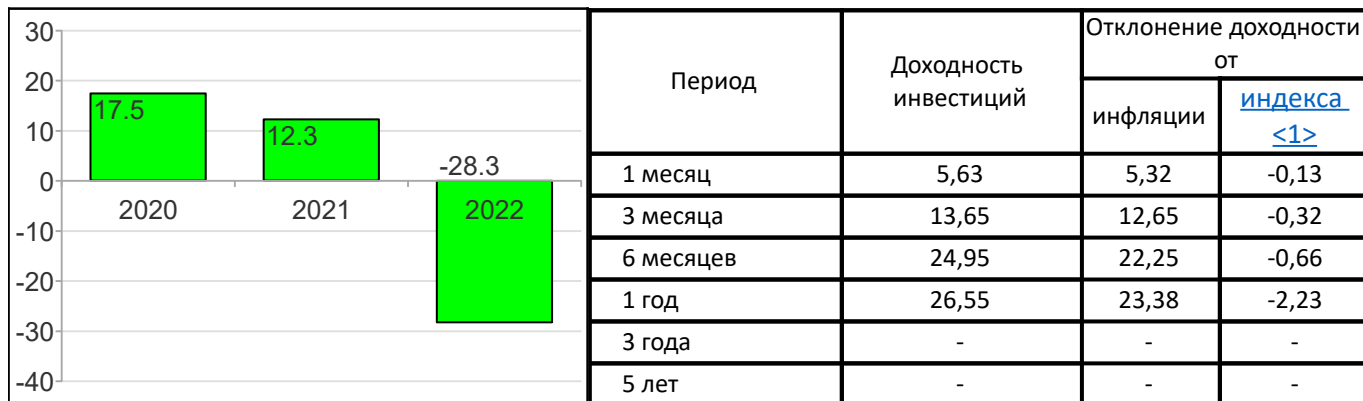 30
20
10
0
-10
-20
-30
-40
17.5
12.3
-28.3
2020
2021
2022
Период
Доходность
инвестиций
Отклонение доходности
от
инфляции
индекса
<1>
1 месяц 5,63 5,32 -0,13
3 месяца 13,65 12,65 -0,32
6 месяцев 24,95 22,25 -0,66
1 год 26,55 23,38 -2,23
3 года - - -
5 лет - - -